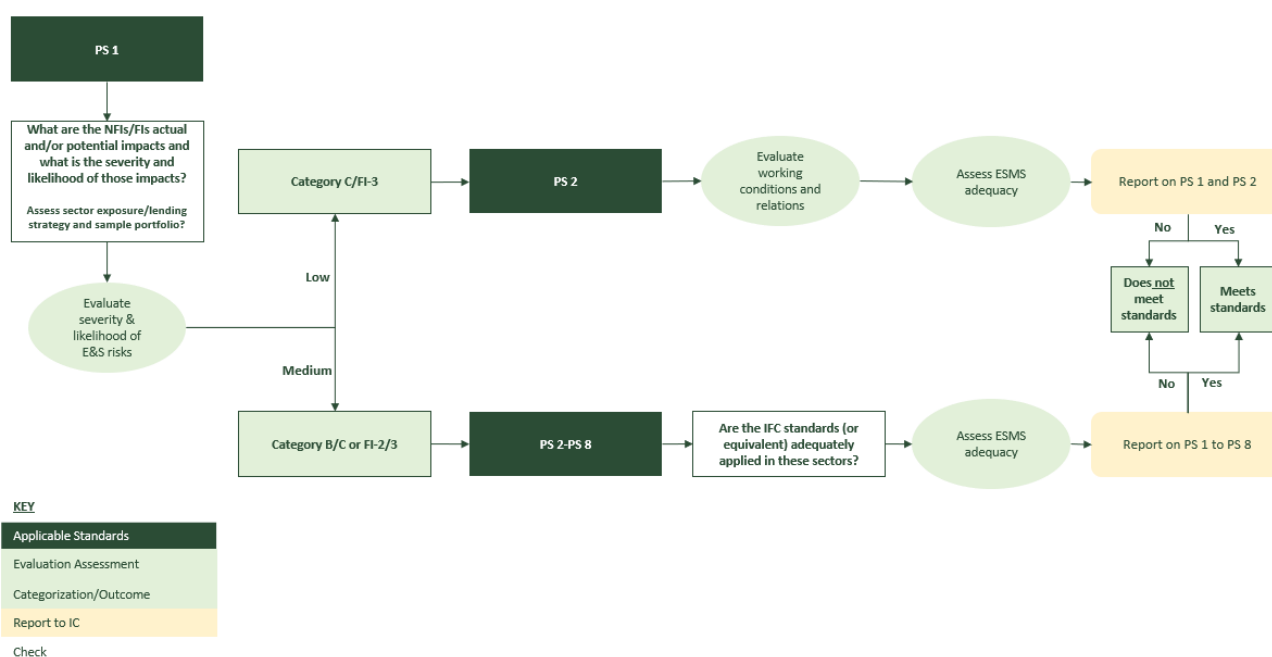 PS 1
What are the NFIs/FIs actual
and/or potential impacts and
what is the severity and
likelihood of those impacts?
Assess sector exposure/lending
strategy and sample portfolio?
Evaluate
severity &
likelihood of
E&S risks
Low
Medium
Category C/FI-3
PS 2
Evaluate
working
conditions and
relations
Assess ESMS
adequacy
Report on PS 1 and PS 2
No
Yes
Does not
meet
standards
Meets
standards
No
Yes
Category B/C or FI-2/3
PS 2-PS 8
Are the IFC standards (or
equivalent) adequately
applied in these sectors?
Assess ESMS
adequacy
Report on PS 1 to PS 8
KEY
Applicable Standards
Evaluation Assessment
Categorization/Outcome
Report to IC
Check